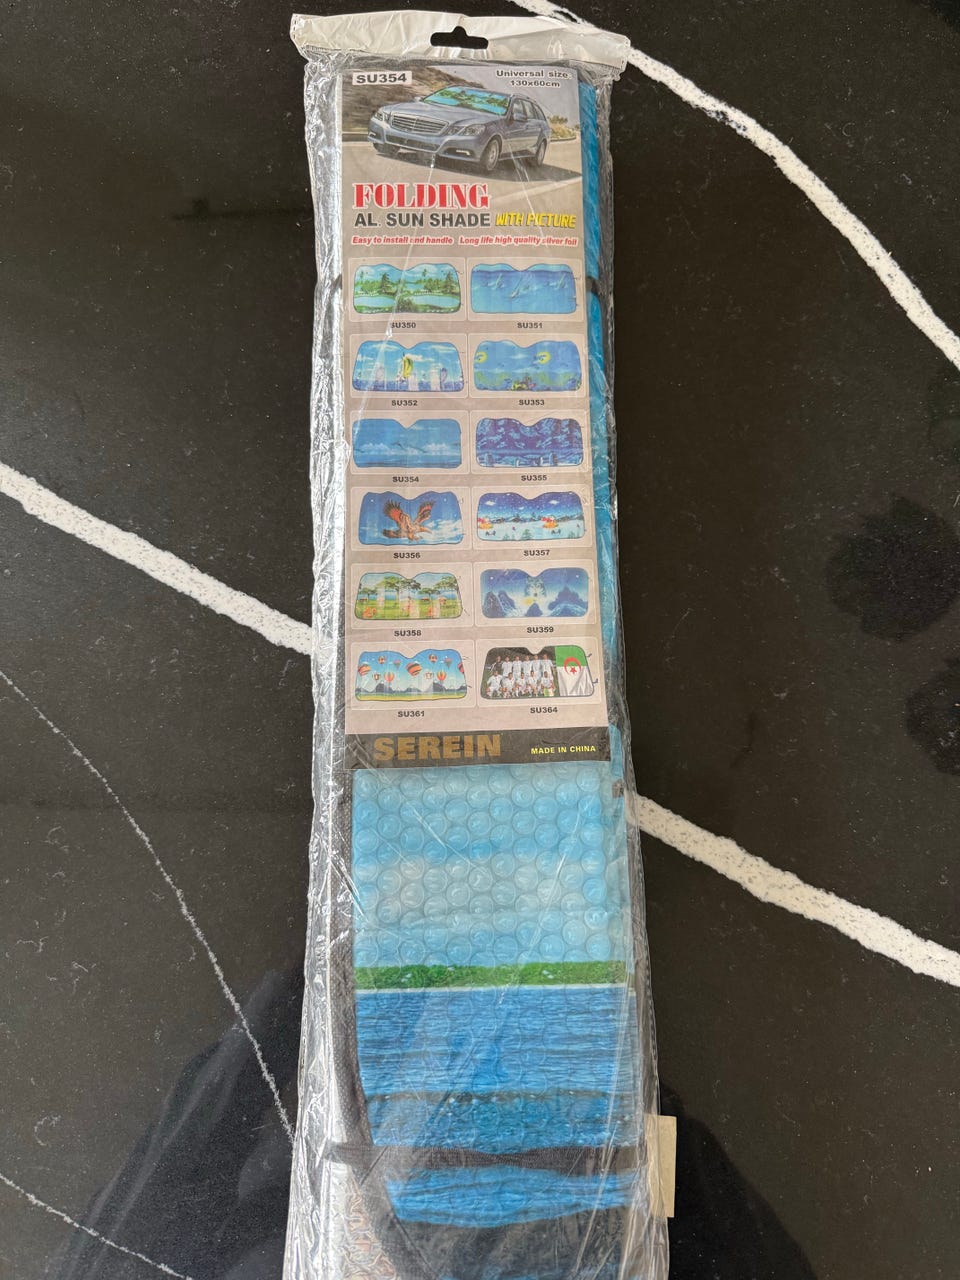 SU354
Universal size
130x60cm
FOLDING
AL. SUN SHADE WITH PICTURE
Easy to install and handle Long life high quality silver foil
SU350 SU351
SU352 SU353
SU354 SU355
SU356 SU357
SU358 SU359
SU361 SU364
SEREIN MADE IN CHINA